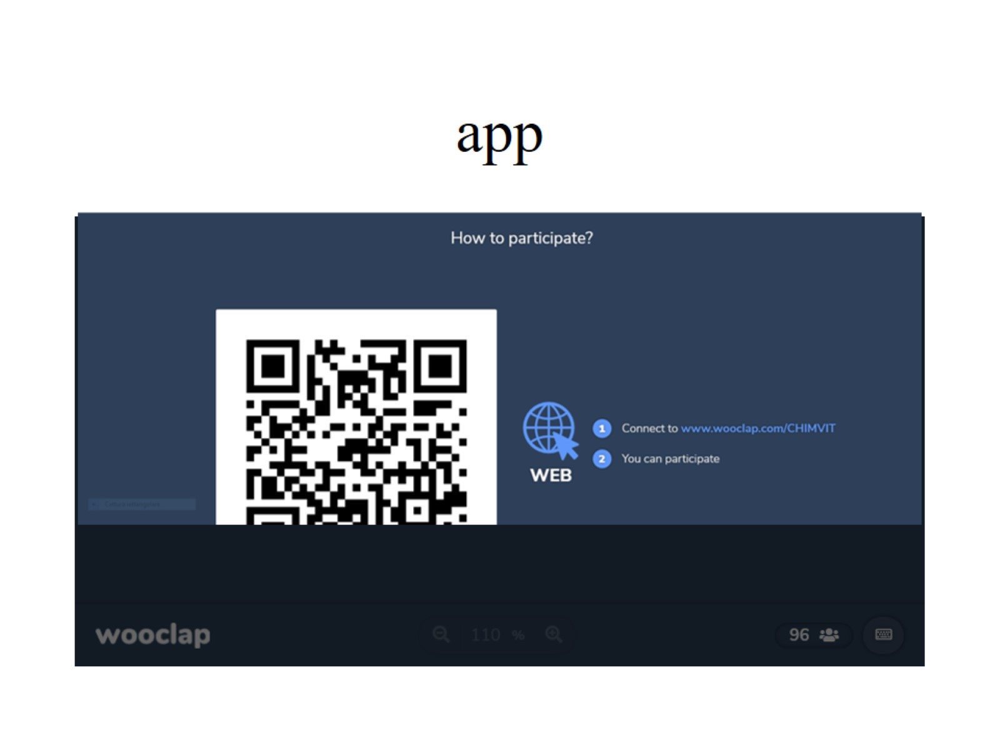 app
How to participate?
1 Connect to www.wooclap.com/CHIMVIT
2 You can participate
WEB
wooclap
110 %
96